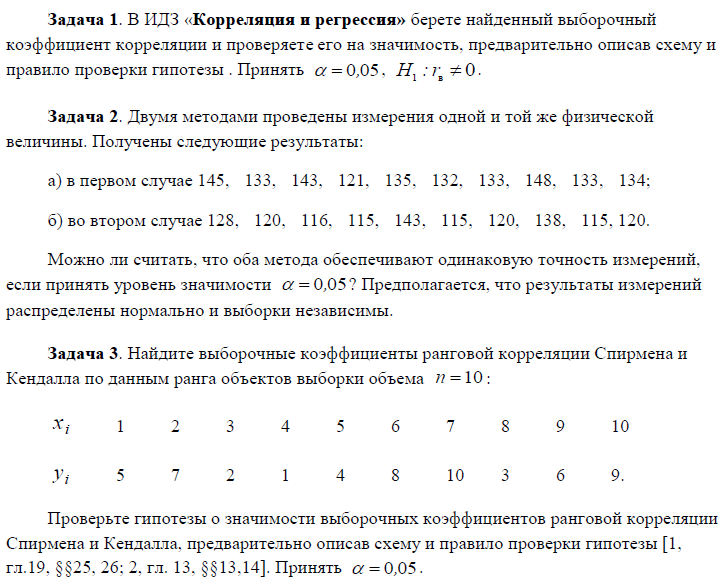 Задача 1. В ИДЗ «Корреляция и регрессия» берете найденный выборочный
коэффициент корреляции и проверяете его на значимость, предварительно описав схему и
правило проверки гипотезы . Принять α = 0,05, H₁ : rв ≠ 0.
Задача 2. Двумя методами проведены измерения одной и той же физической
величины. Получены следующие результаты:
а) в первом случае 145, 133, 143, 121, 135, 132, 133, 148, 133, 134;
б) во втором случае 128, 120, 116, 115, 143, 115, 120, 138, 115, 120.
Можно ли считать, что оба метода обеспечивают одинаковую точность измерений,
если принять уровень значимости α = 0,05? Предполагается, что результаты измерений
распределены нормально и выборки независимы.
Задача 3. Найдите выборочные коэффициенты ранговой корреляции Спирмена и
Кендалла по данным ранга объектов выборки объема n = 10 :
xᵢ 1 2 3 4 5 6 7 8 9 10
yᵢ 5 7 2 1 4 8 10 3 6 9.
Проверьте гипотезы о значимости выборочных коэффициентов ранговой корреляции
Спирмена и Кендалла, предварительно описав схему и правило проверки гипотезы [1,
гл.19, §§25, 26; 2, гл. 13, §§13,14]. Принять α = 0,05.